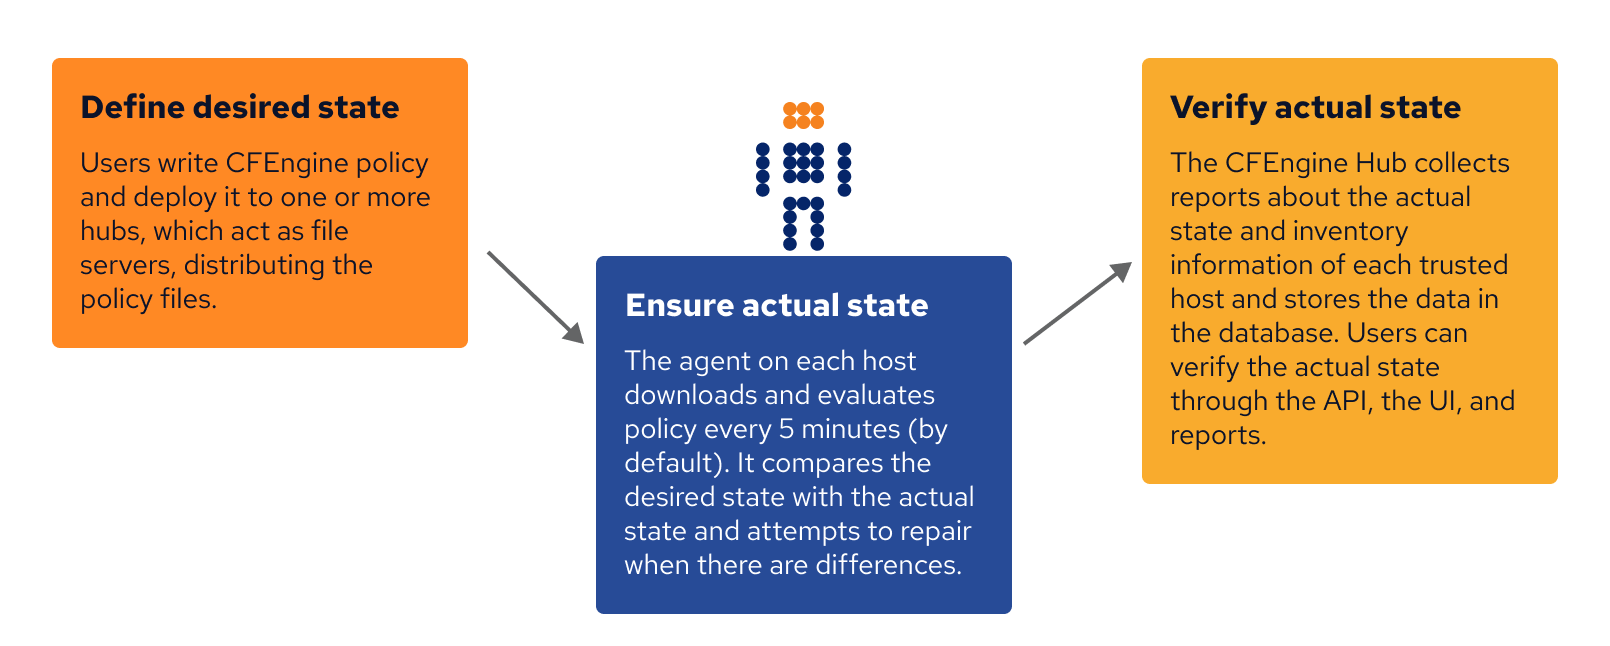 Define desired state
Users write CFEngine policy
and deploy it to one or more
hubs, which act as file
servers, distributing the
policy files.
Ensure actual state
The agent on each host
downloads and evaluates
policy every 5 minutes (by
default). It compares the
desired state with the actual
state and attempts to repair
when there are differences.
Verify actual state
The CFEngine Hub collects
reports about the actual
state and inventory
information of each trusted
host and stores the data in
the database. Users can
verify the actual state
through the API, the UI, and
reports.